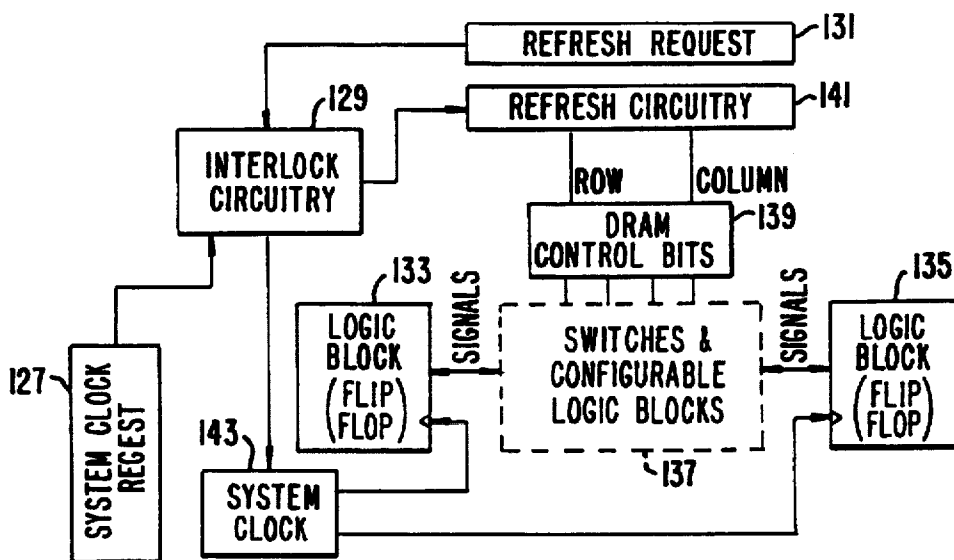 REFRESH REQUEST
131
129
REFRESH CIRCUITRY
141
INTERLOCK
CIRCUITRY
ROW
COLUMN
DRAM
CONTROL BITS
139
133
SIGNALS
SIGNALS
135
LOGIC
BLOCK
(FLIP
FLOP)
SWITCHES &
CONFIGURABLE
LOGIC BLOCKS
LOGIC
BLOCK
(FLIP
FLOP)
127
SYSTEM CLOCK
REGEST
143
137
SYSTEM
CLOCK